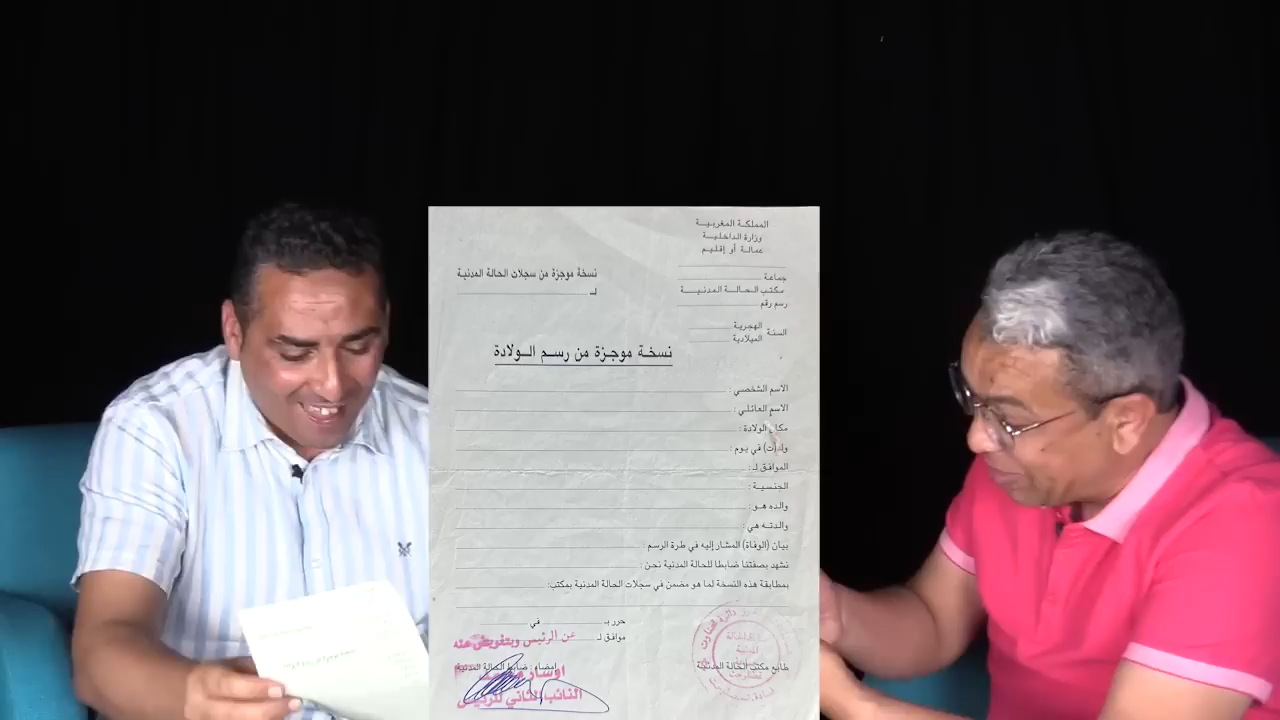 المملكة المغربية
وزارة الداخلية
عمالة أو إقليم
جماعة
مكتب الحالة المدنية
رسم رقم
السنة
الهجرية
الميلادية
نسخة موجزة من سجلات الحالة المدنية
لـ
نسخة موجزة من رسم الولادة
الاسم الشخصي :
الاسم العائلي :
مكان الولادة :
ولد(ت) في يوم :
الموافق لـ :
الجنسية :
والده هو :
والدته هي :
بيان (الوفاة) المشار إليه في طرة الرسم :
نشهد بصفتنا ضابطا للحالة المدنية نحن :
بمطابقة هذه النسخة لما هو مضمن في سجلات الحالة المدنية بمكتب:
حرر بـ في
موافق لـ
عن الرئيس وبتفويض منه
طابع مكتب الحالة المدنية
إمضاء ضابط الحالة المدنية
النائب الثاني للرئيس